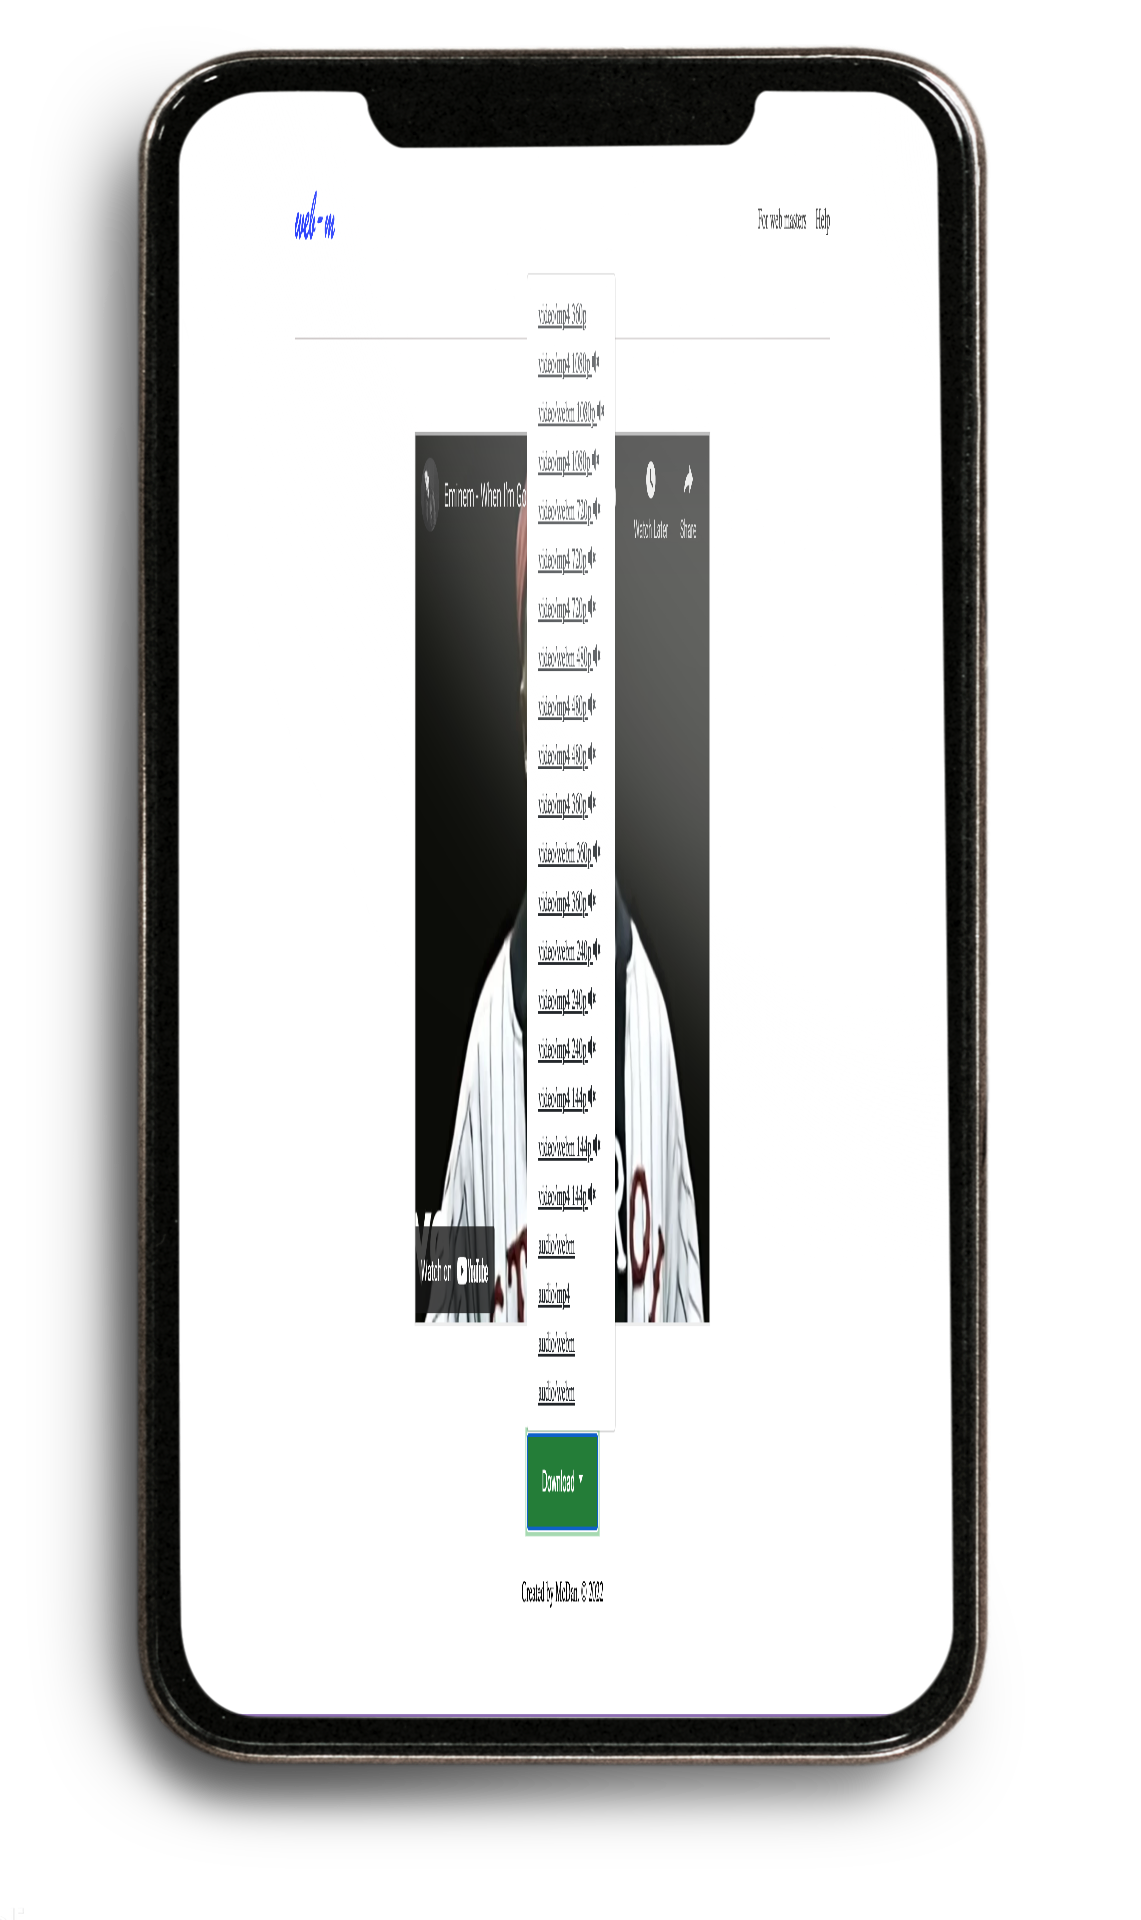 web-m
For web masters Help
video/mp4 360p
video/mp4 1080p
video/webm 1080p
video/mp4 1080p
video/webm 720p
video/mp4 720p
video/mp4 720p
video/webm 480p
video/mp4 480p
video/mp4 480p
video/mp4 360p
video/webm 360p
video/mp4 360p
video/webm 240p
video/mp4 240p
video/mp4 240p
video/mp4 144p
video/webm 144p
video/mp4 144p
audio/webm
audio/mp4
audio/webm
audio/webm
Eminem - When I'm Go
Watch Later Share
Watch on YouTube
Download
Created by McDan. © 2022